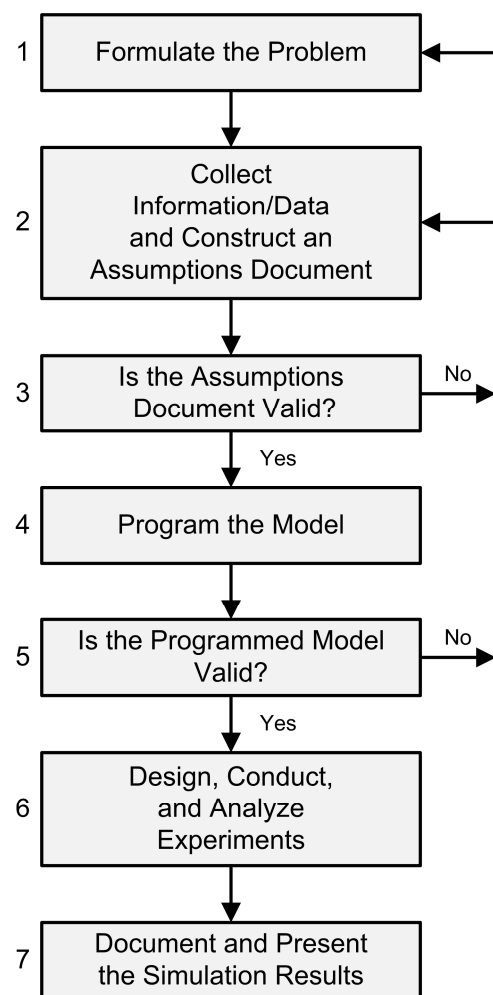 1
Formulate the Problem
2
Collect
Information/Data
and Construct an
Assumptions Document
3
Is the Assumptions
Document Valid?
No
Yes
4
Program the Model
5
Is the Programmed Model
Valid?
No
Yes
6
Design, Conduct,
and Analyze
Experiments
7
Document and Present
the Simulation Results